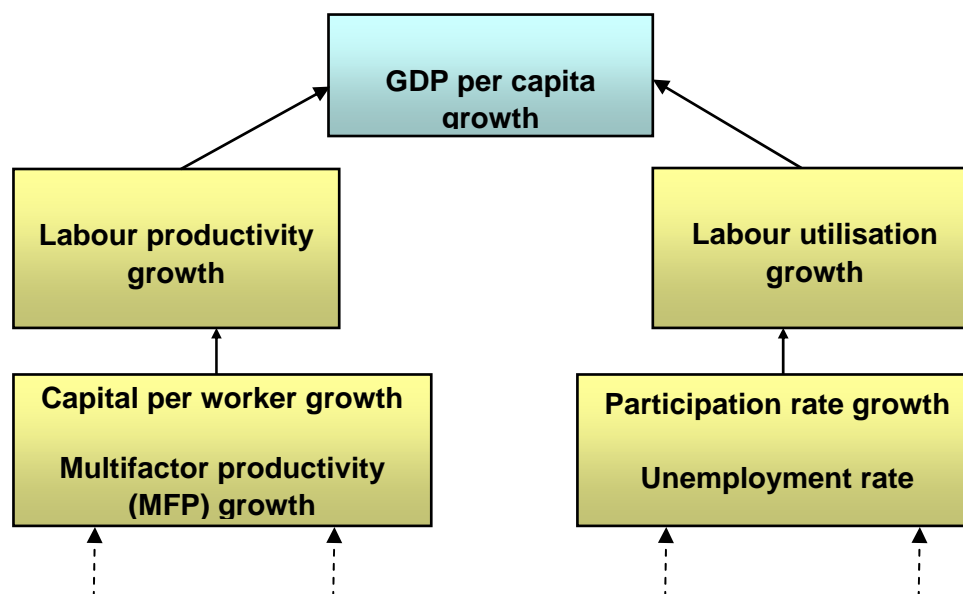 GDP per capita
growth
Labour productivity
growth
Labour utilisation
growth
Capital per worker growth
Multifactor productivity
(MFP) growth
Participation rate growth
Unemployment rate